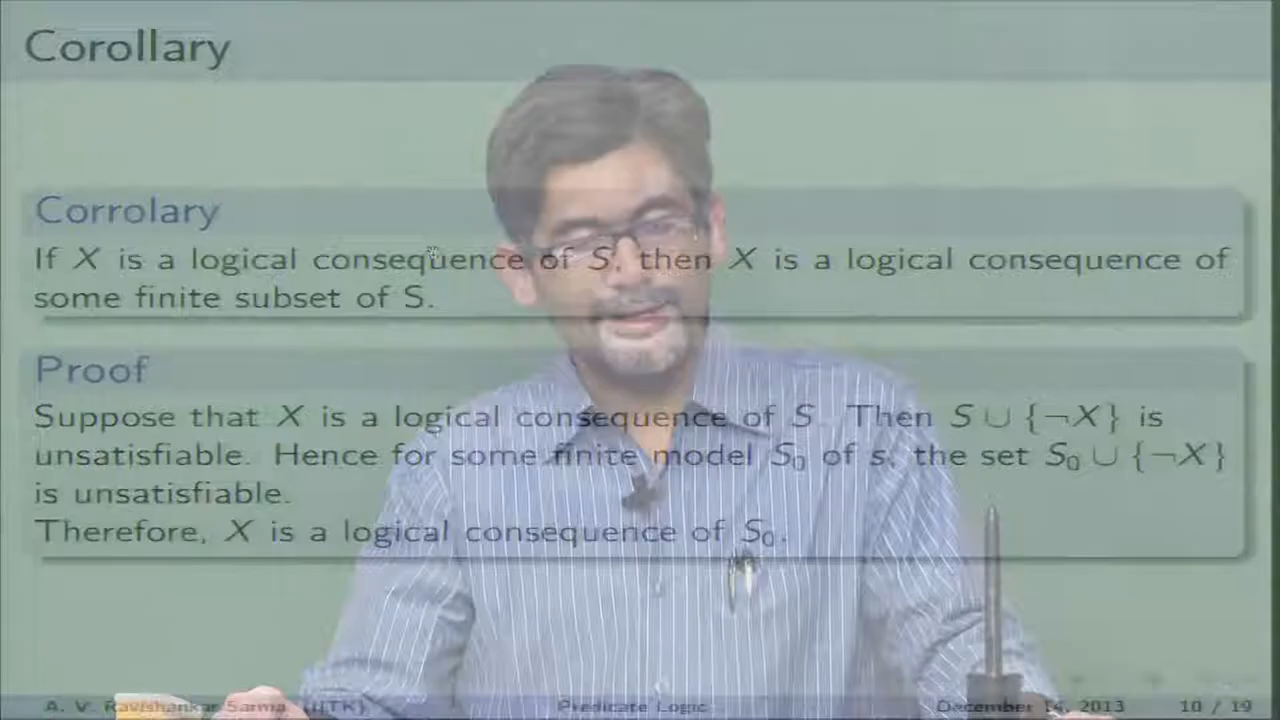 Corollary
Corrolary
If X is a logical consequence of S, then X is a logical consequence of
some finite subset of S.
Proof
Suppose that X is a logical consequence of S. Then S ∪ {¬X} is
unsatisfiable. Hence for some finite model S₀ of s, the set S₀ ∪ {¬X}
is unsatisfiable.
Therefore, X is a logical consequence of S₀.
A. V. Ravishankar Sarma (IITK) Predicate Logic December 14, 2013 10 / 19